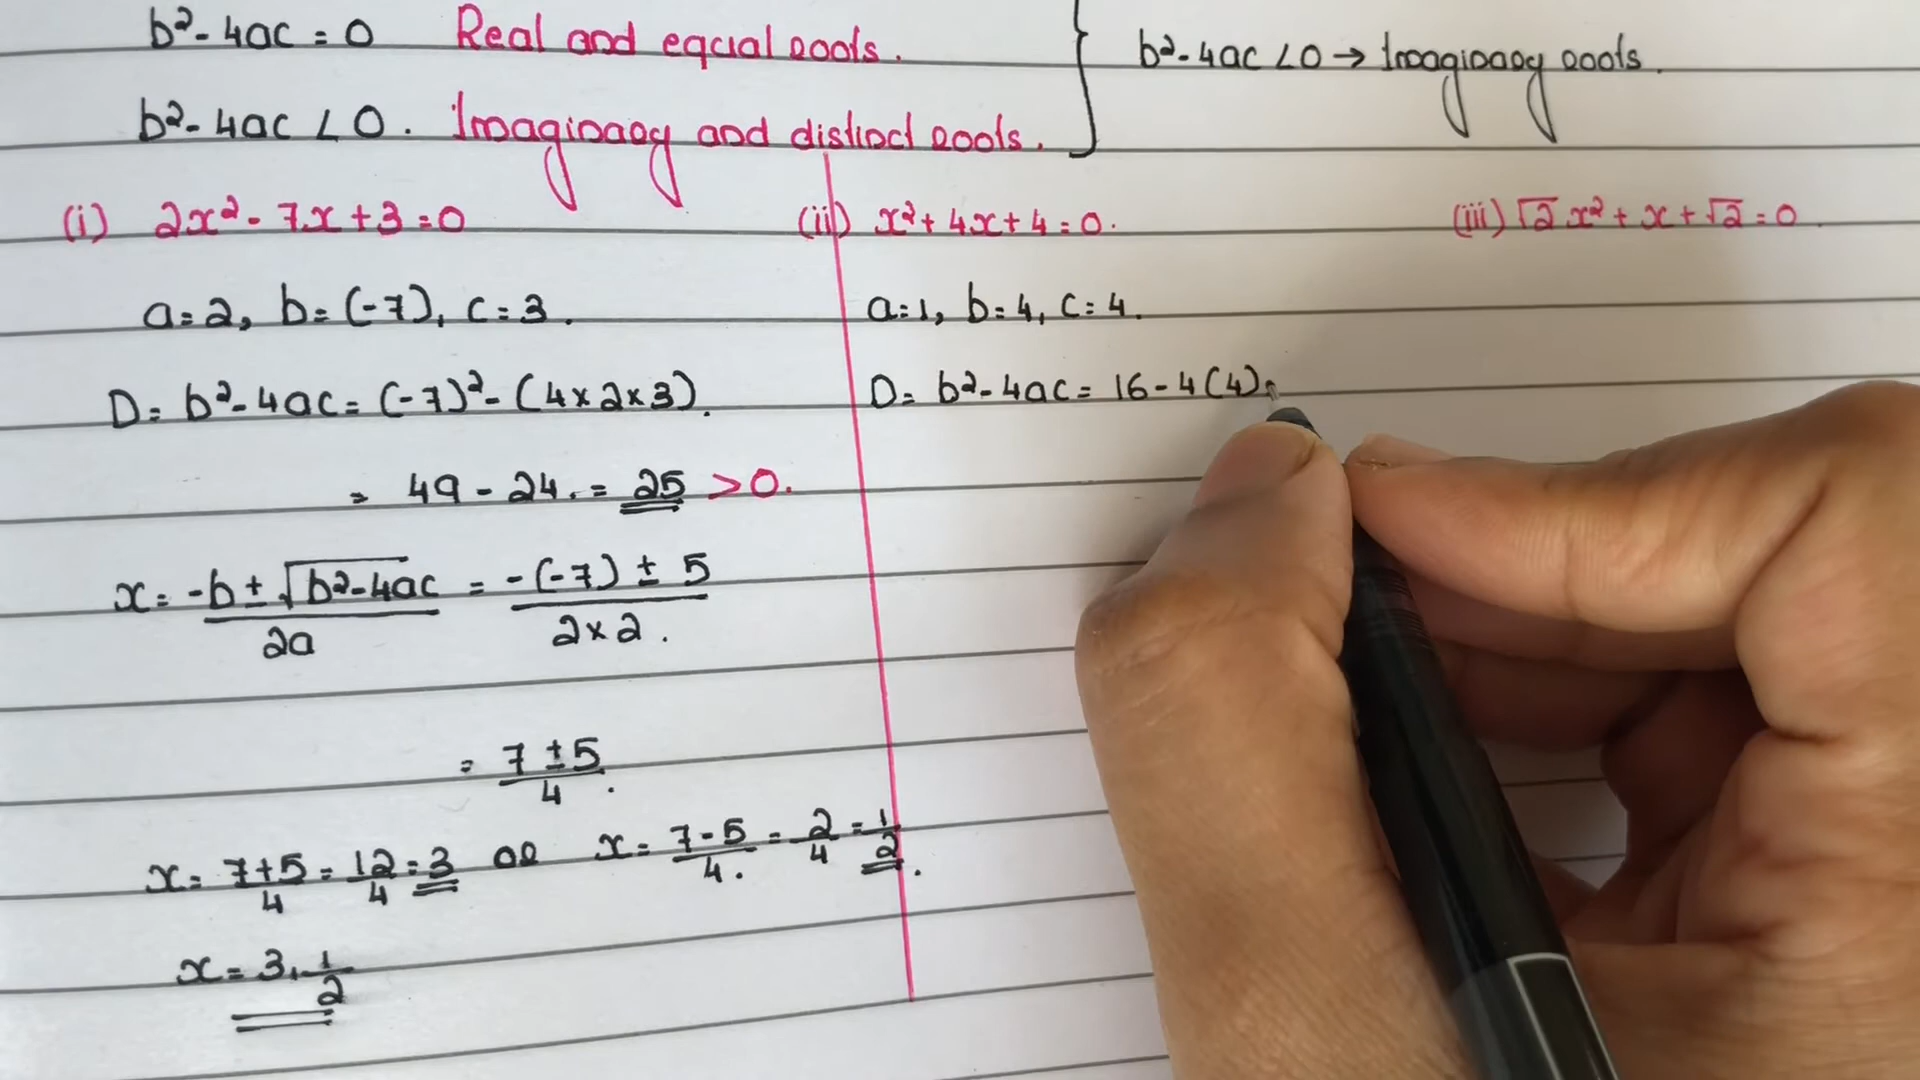 b²-4ac = 0 Real and equal roots.
b²-4ac < 0 → Imaginary roots.
b²-4ac < 0. Imaginary and distinct roots.
(i) 2x² - 7x + 3 = 0
a = 2, b = (-7), c = 3.
D = b²-4ac = (-7)² - (4×2×3).
= 49 - 24. = 25 > 0.
x = -b ± √b²-4ac / 2a = -(-7) ± 5 / 2×2.
= 7 ± 5 / 4.
x = 7+5 / 4 = 12/4 = 3 or x = 7-5 / 4. = 2/4 = 1/2.
x = 3, 1/2
(ii) x² + 4x + 4 = 0.
a = 1, b = 4, c = 4.
D = b²-4ac = 16 - 4(4)
(iii) √2 x² + x + √2 = 0.